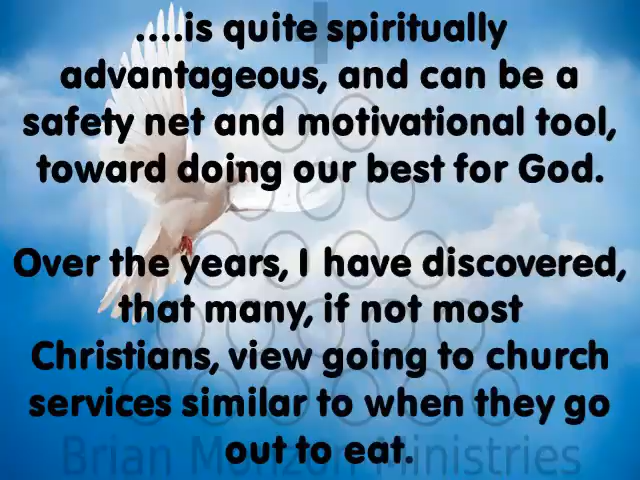 ....is quite spiritually
advantageous, and can be a
safety net and motivational tool,
toward doing our best for God.
Over the years, I have discovered,
that many, if not most
Christians, view going to church
services similar to when they go
out to eat.
Brian Monzon Ministries